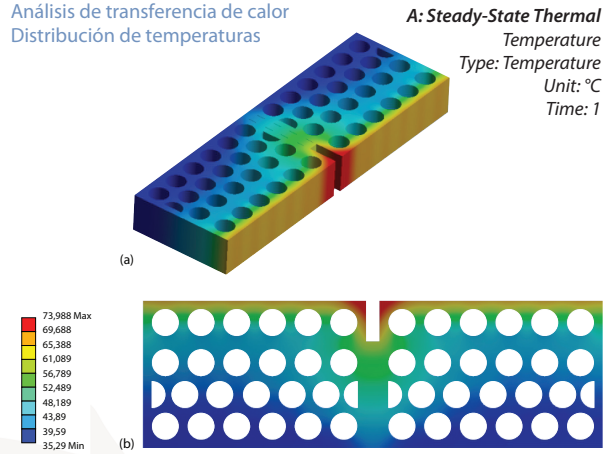 Análisis de transferencia de calor
Distribución de temperaturas
A: Steady-State Thermal
Temperature
Type: Temperature
Unit: °C
Time: 1
(a)
73,988 Max
69,688
65,388
61,089
56,789
52,489
48,189
43,89
39,59
35,29 Min
(b)